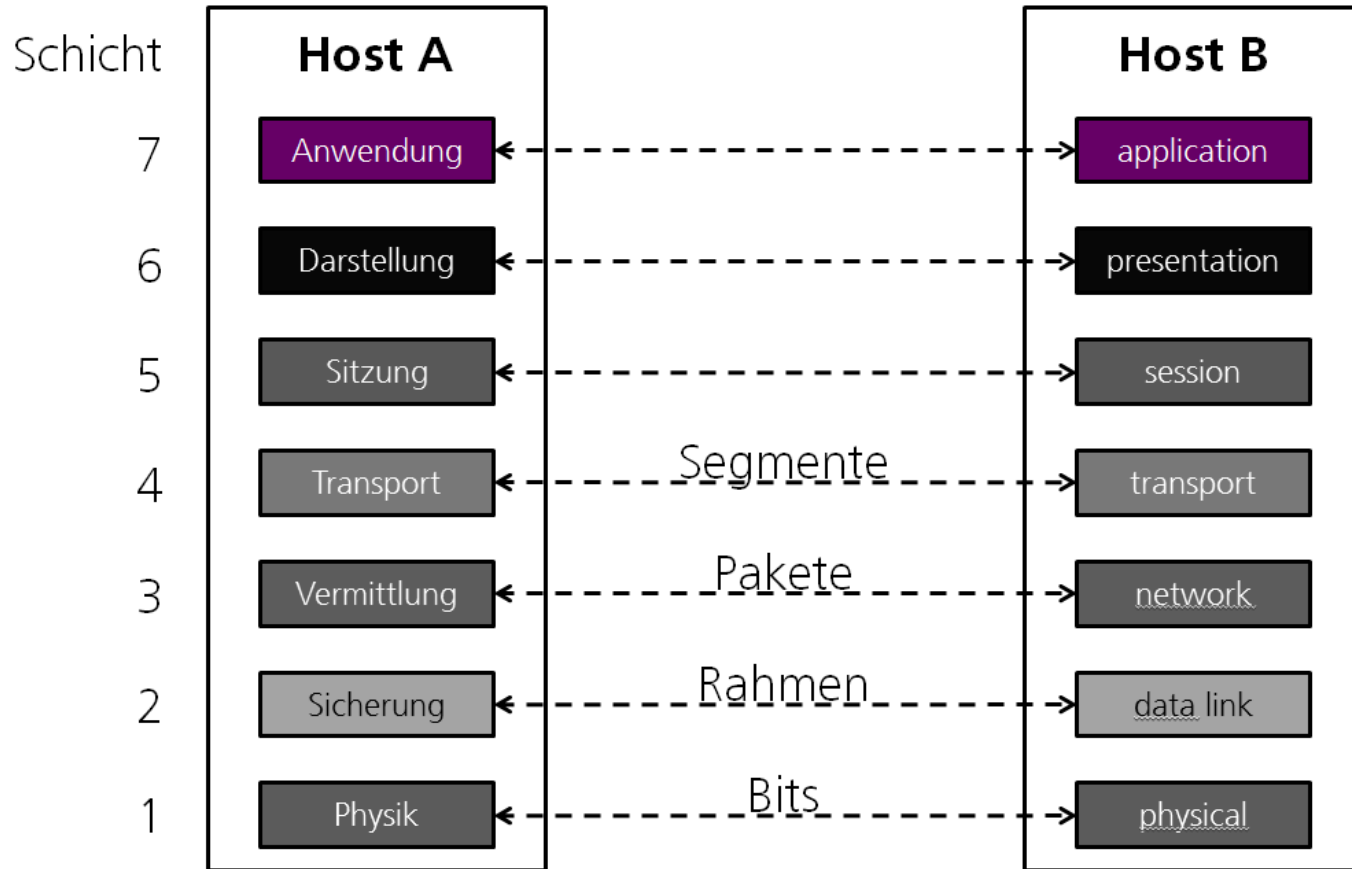 Schicht Host A Host B
7 Anwendung application
6 Darstellung presentation
5 Sitzung session
4 Transport Segmente transport
3 Vermittlung Pakete network
2 Sicherung Rahmen data link
1 Physik Bits physical